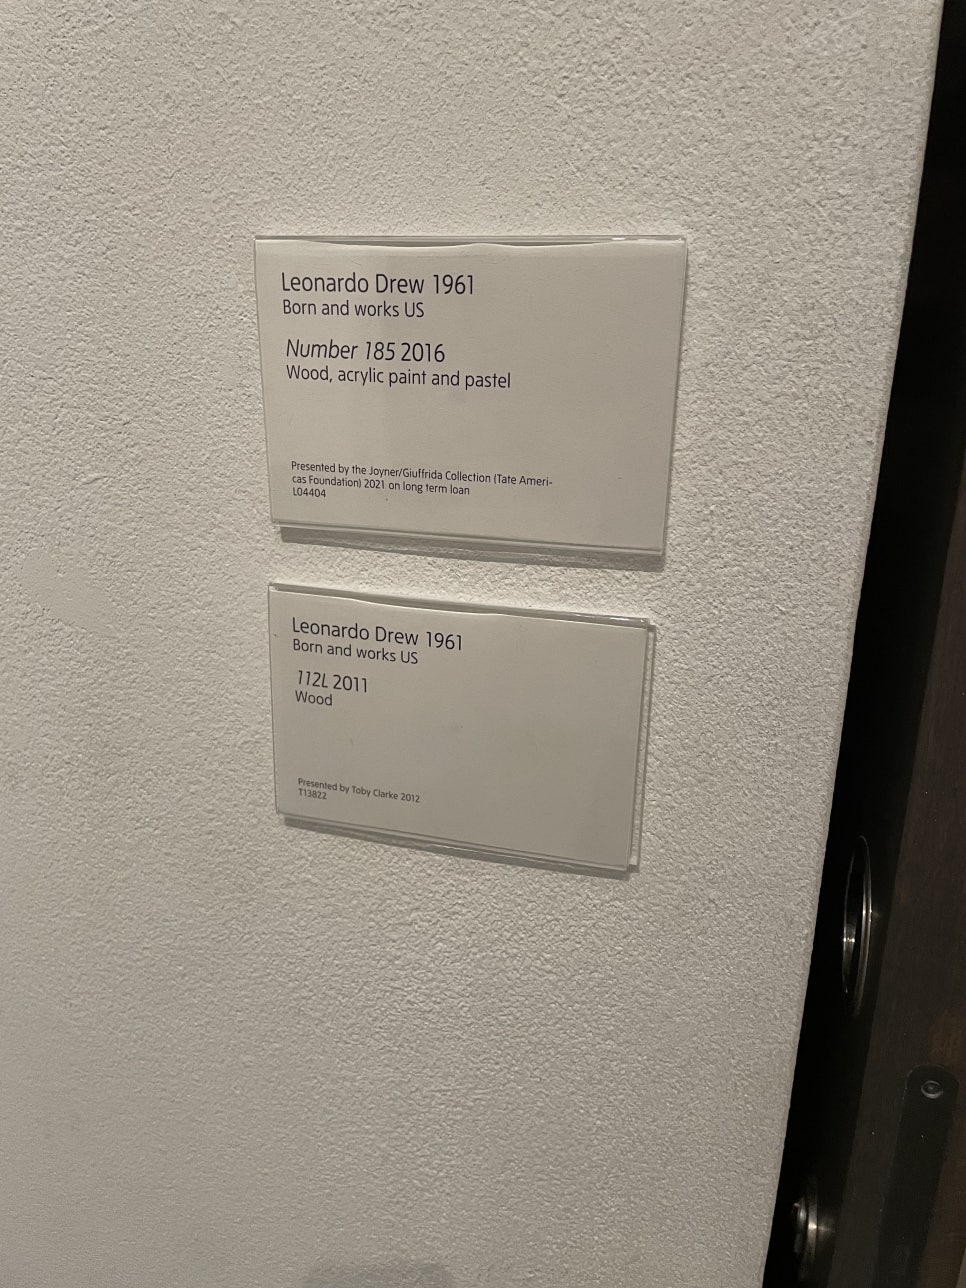 Leonardo Drew 1961
Born and works US
Number 185 2016
Wood, acrylic paint and pastel
Presented by the Joyner/Giuffrida Collection (Tate Ameri-
cas Foundation) 2021 on long term loan
L04404
Leonardo Drew 1961
Born and works US
112L 2011
Wood
Presented by Toby Clarke 2012
T13822